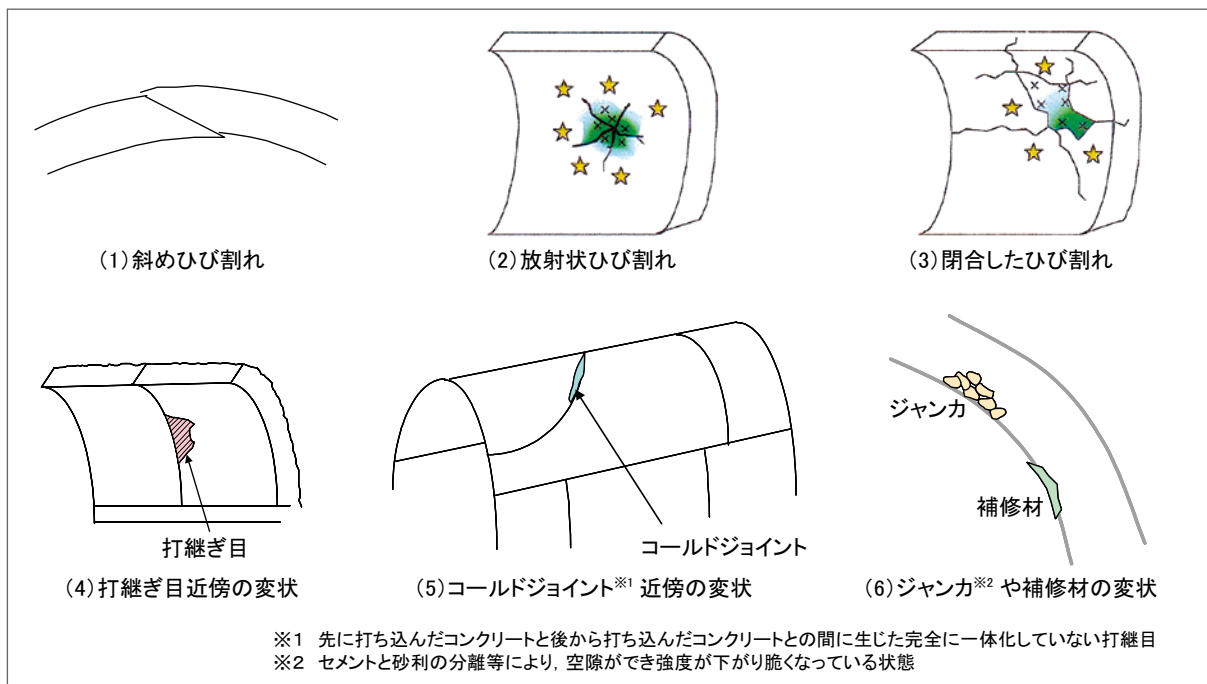 (1)斜めひび割れ
(2)放射状ひび割れ
(3)閉合したひび割れ
打継ぎ目
(4)打継ぎ目近傍の変状
コールドジョイント
(5)コールドジョイント※1 近傍の変状
ジャンカ
補修材
(6)ジャンカ※2 や補修材の変状
※1 先に打ち込んだコンクリートと後から打ち込んだコンクリートとの間に生じた完全に一体化していない打継目
※2 セメントと砂利の分離等により,空隙ができ強度が下がり脆くなっている状態